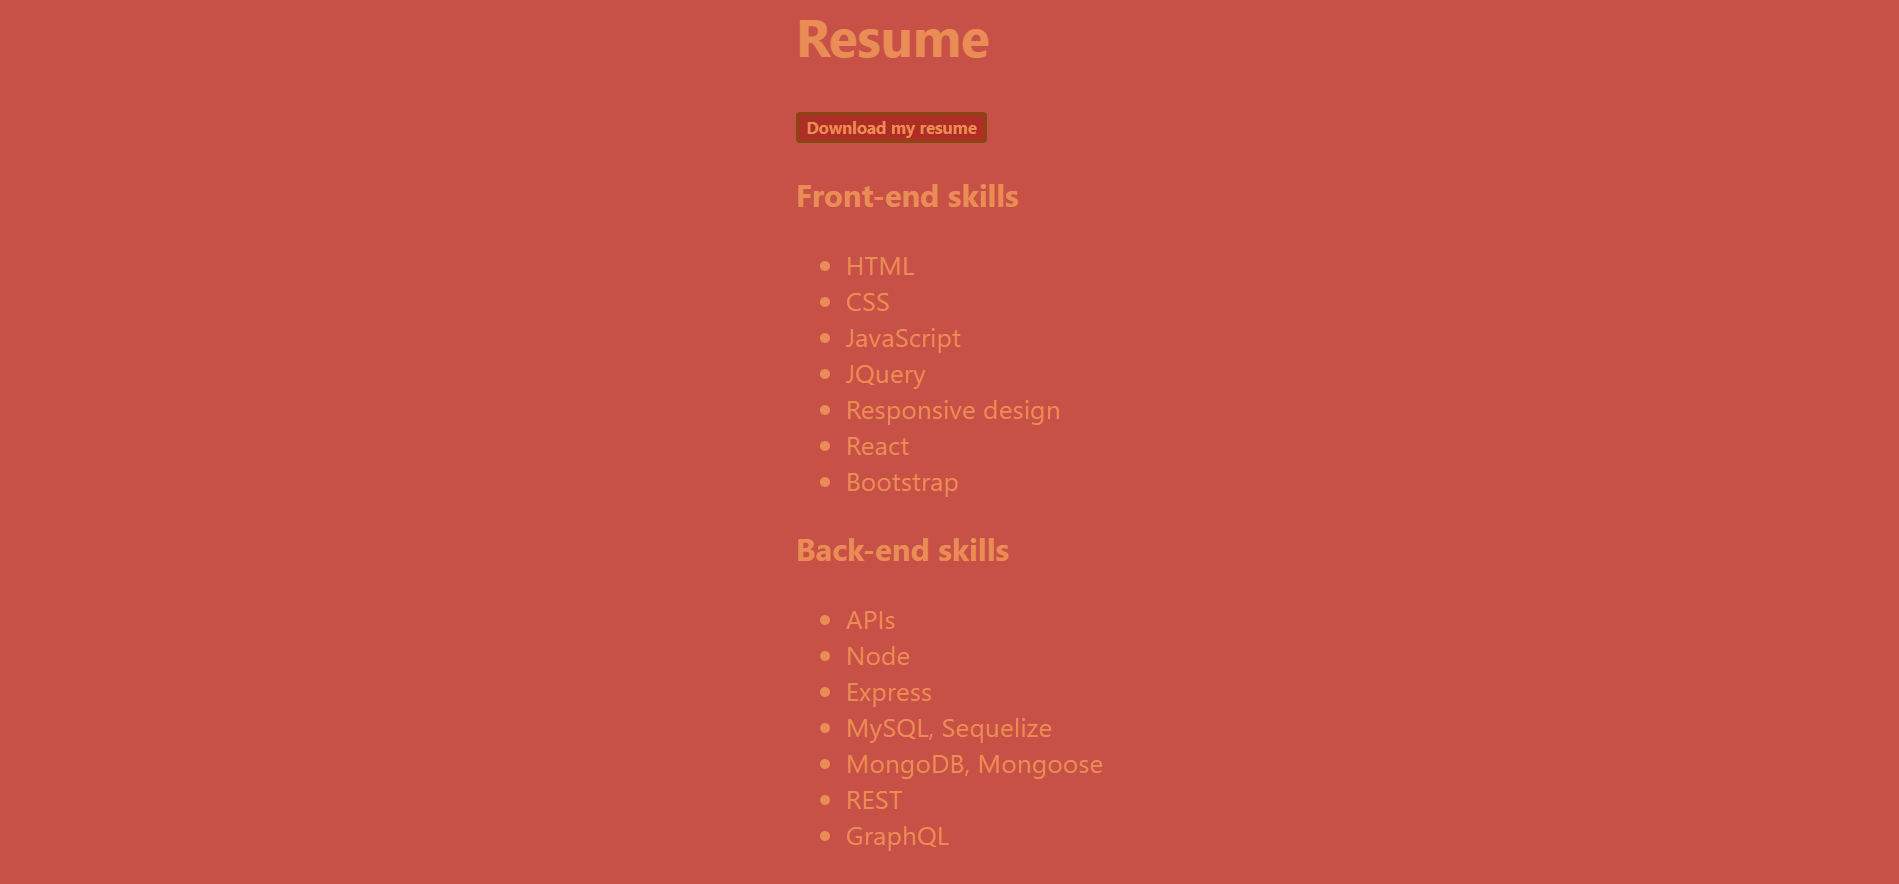 Resume
Download my resume
Front-end skills
HTML
CSS
JavaScript
JQuery
Responsive design
React
Bootstrap
Back-end skills
APIs
Node
Express
MySQL, Sequelize
MongoDB, Mongoose
REST
GraphQL